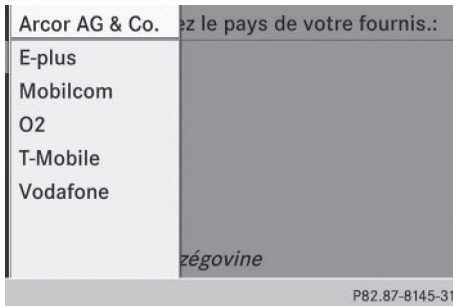 Arcor AG & Co.
ez le pays de votre fournis.:
E-plus
Mobilcom
O2
T-Mobile
Vodafone
zégovine
P82.87-8145-31